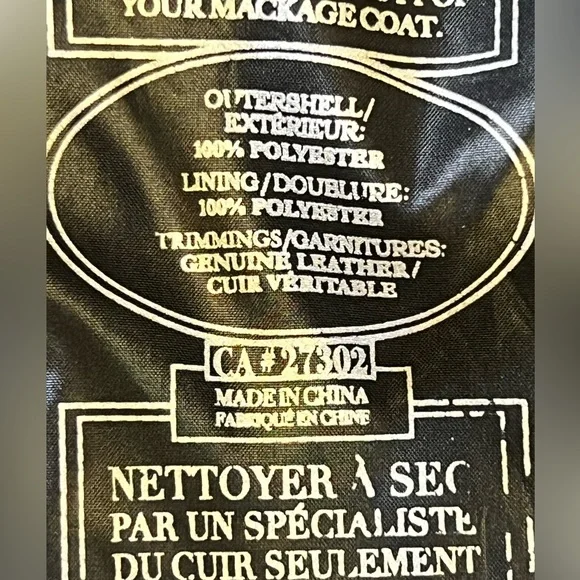 YOUR MACKAGE COAT.
OUTERSHELL/
EXTÉRIEUR:
100% POLYESTER
LINING/DOUBLURE:
100% POLYESTER
TRIMMINGS/GARNITURES:
GENUINE LEATHER/
CUIR VÉRITABLE
CA#27302
MADE IN CHINA
FABRIQUÉ EN CHINE
NETTOYER À SEC
PAR UN SPÉCIALISTE
DU CUIR SEULEMENT